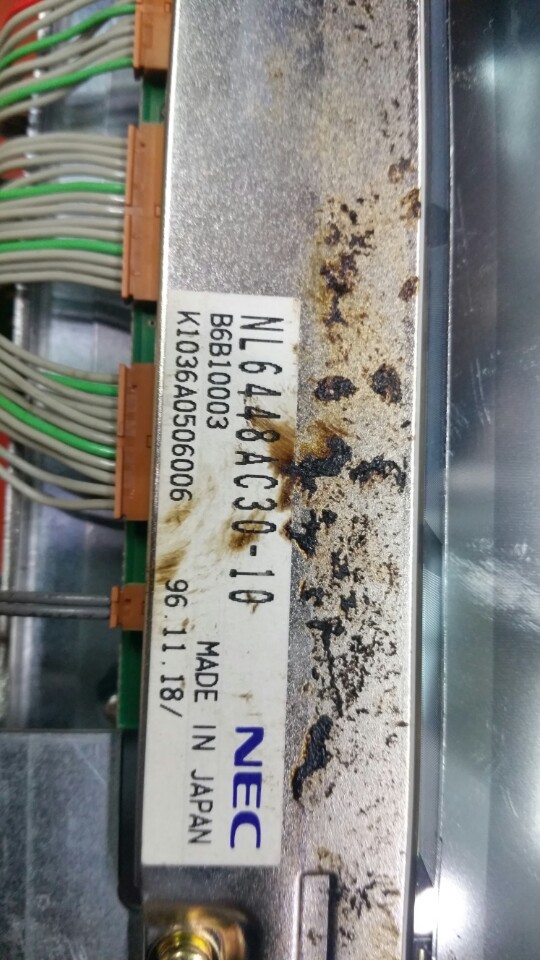 NL6448AC30-10
B6B10003
K1036A0506006
NEC
MADE IN JAPAN
96.11.18/